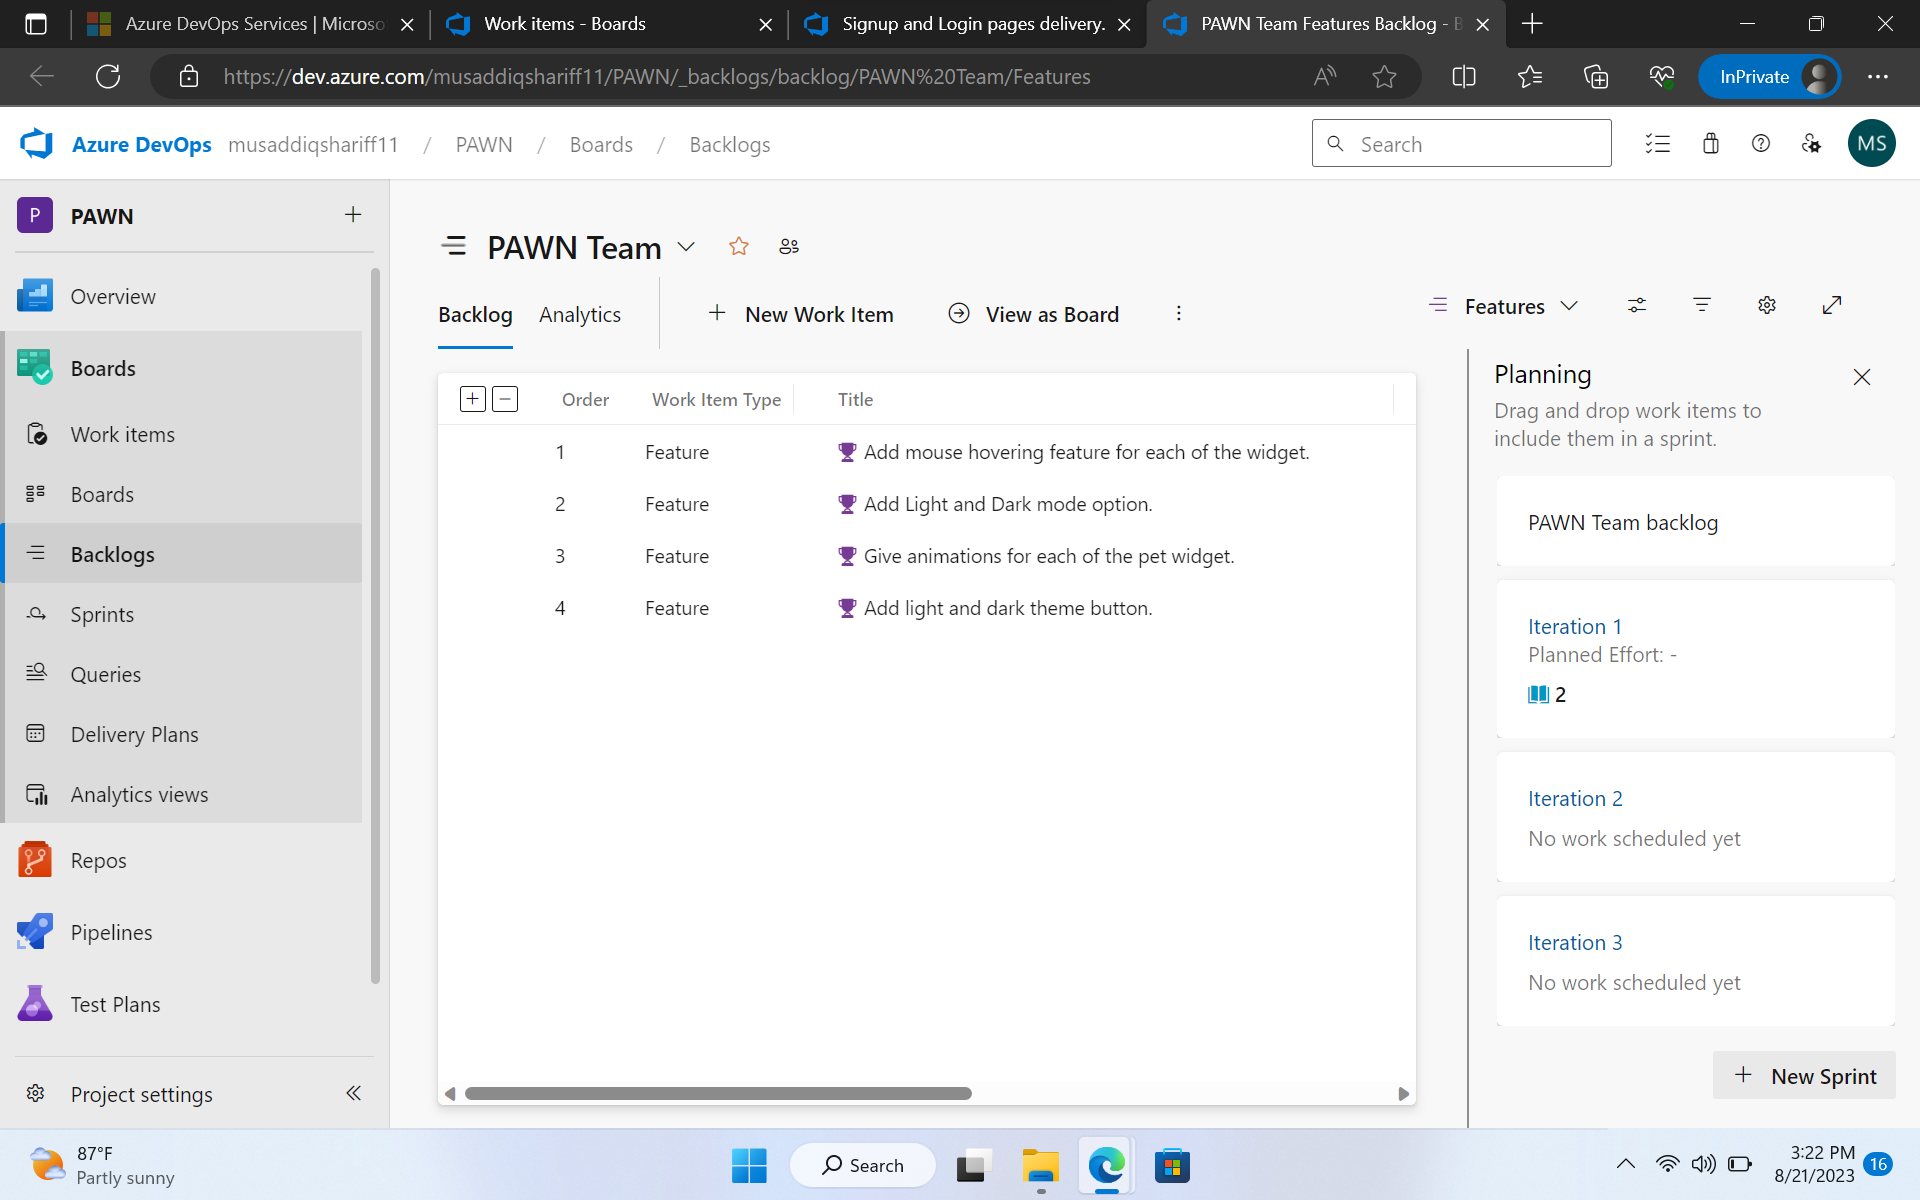 Azure DevOps Services | Microso
Work items - Boards
Signup and Login pages delivery.
PAWN Team Features Backlog - B
https://dev.azure.com/musaddiqshariff11/PAWN/_backlogs/backlog/PAWN%20Team/Features
InPrivate
Azure DevOps musaddiqshariff11 / PAWN / Boards / Backlogs
Search
MS
P PAWN
Overview
Boards
Work items
Boards
Backlogs
Sprints
Queries
Delivery Plans
Analytics views
Repos
Pipelines
Test Plans
Project settings
PAWN Team
Backlog Analytics New Work Item View as Board
Features
Order Work Item Type Title
1 Feature Add mouse hovering feature for each of the widget.
2 Feature Add Light and Dark mode option.
3 Feature Give animations for each of the pet widget.
4 Feature Add light and dark theme button.
Planning
Drag and drop work items to
include them in a sprint.
PAWN Team backlog
Iteration 1
Planned Effort: -
2
Iteration 2
No work scheduled yet
Iteration 3
No work scheduled yet
New Sprint
87°F
Partly sunny
Search
3:22 PM
8/21/2023
16